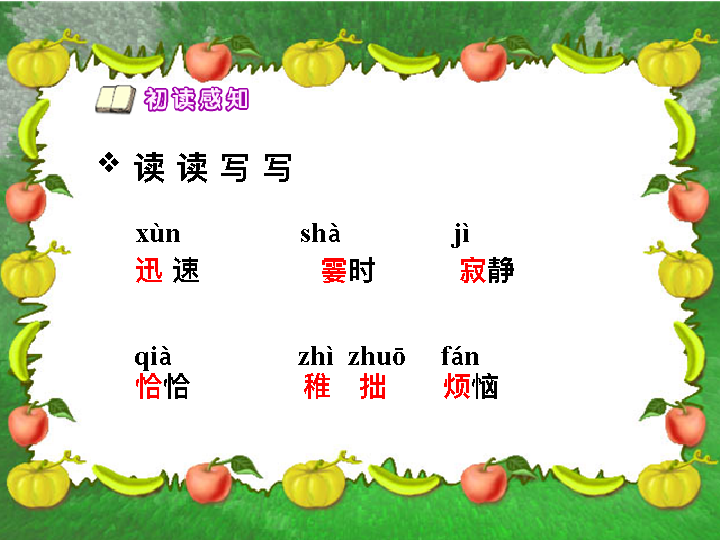 初读感知
读 读 写 写
xùn shà jì
迅 速 霎时 寂静
qià zhì zhuō fán
恰恰 稚 拙 烦恼